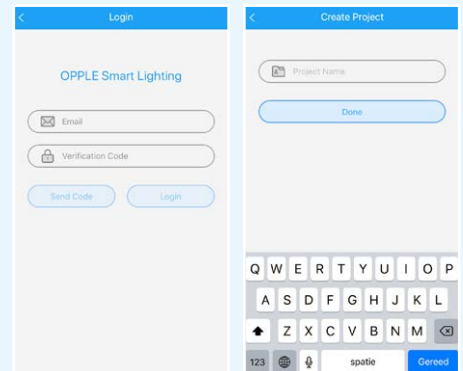 Login
OPPLE Smart Lighting
Email
Verification Code
Send Code
Login
Create Project
Project Name
Done
Q W E R T Y U I O P
A S D F G H J K L
Z X C V B N M
123 spatie Gereed